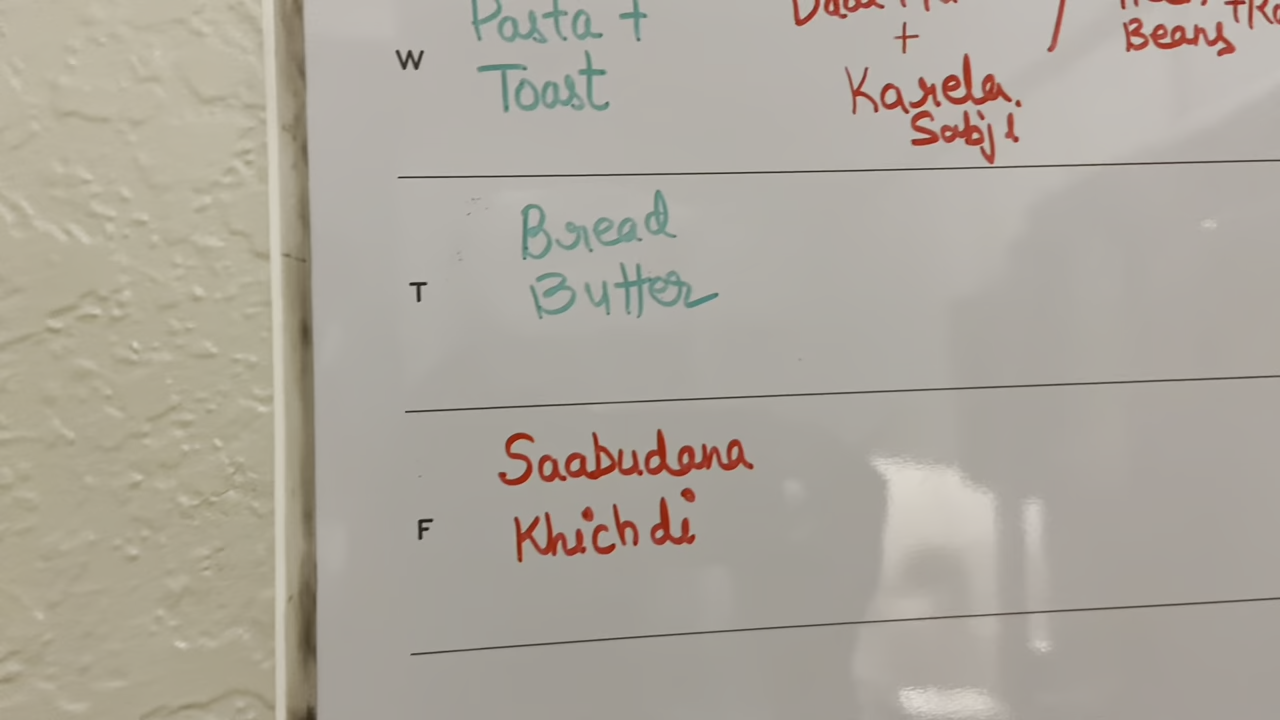 W
Pasta +
Toast
+
Karela
Sabji
Beans
T
Bread
Butter
F
Saabudana
Khichdi